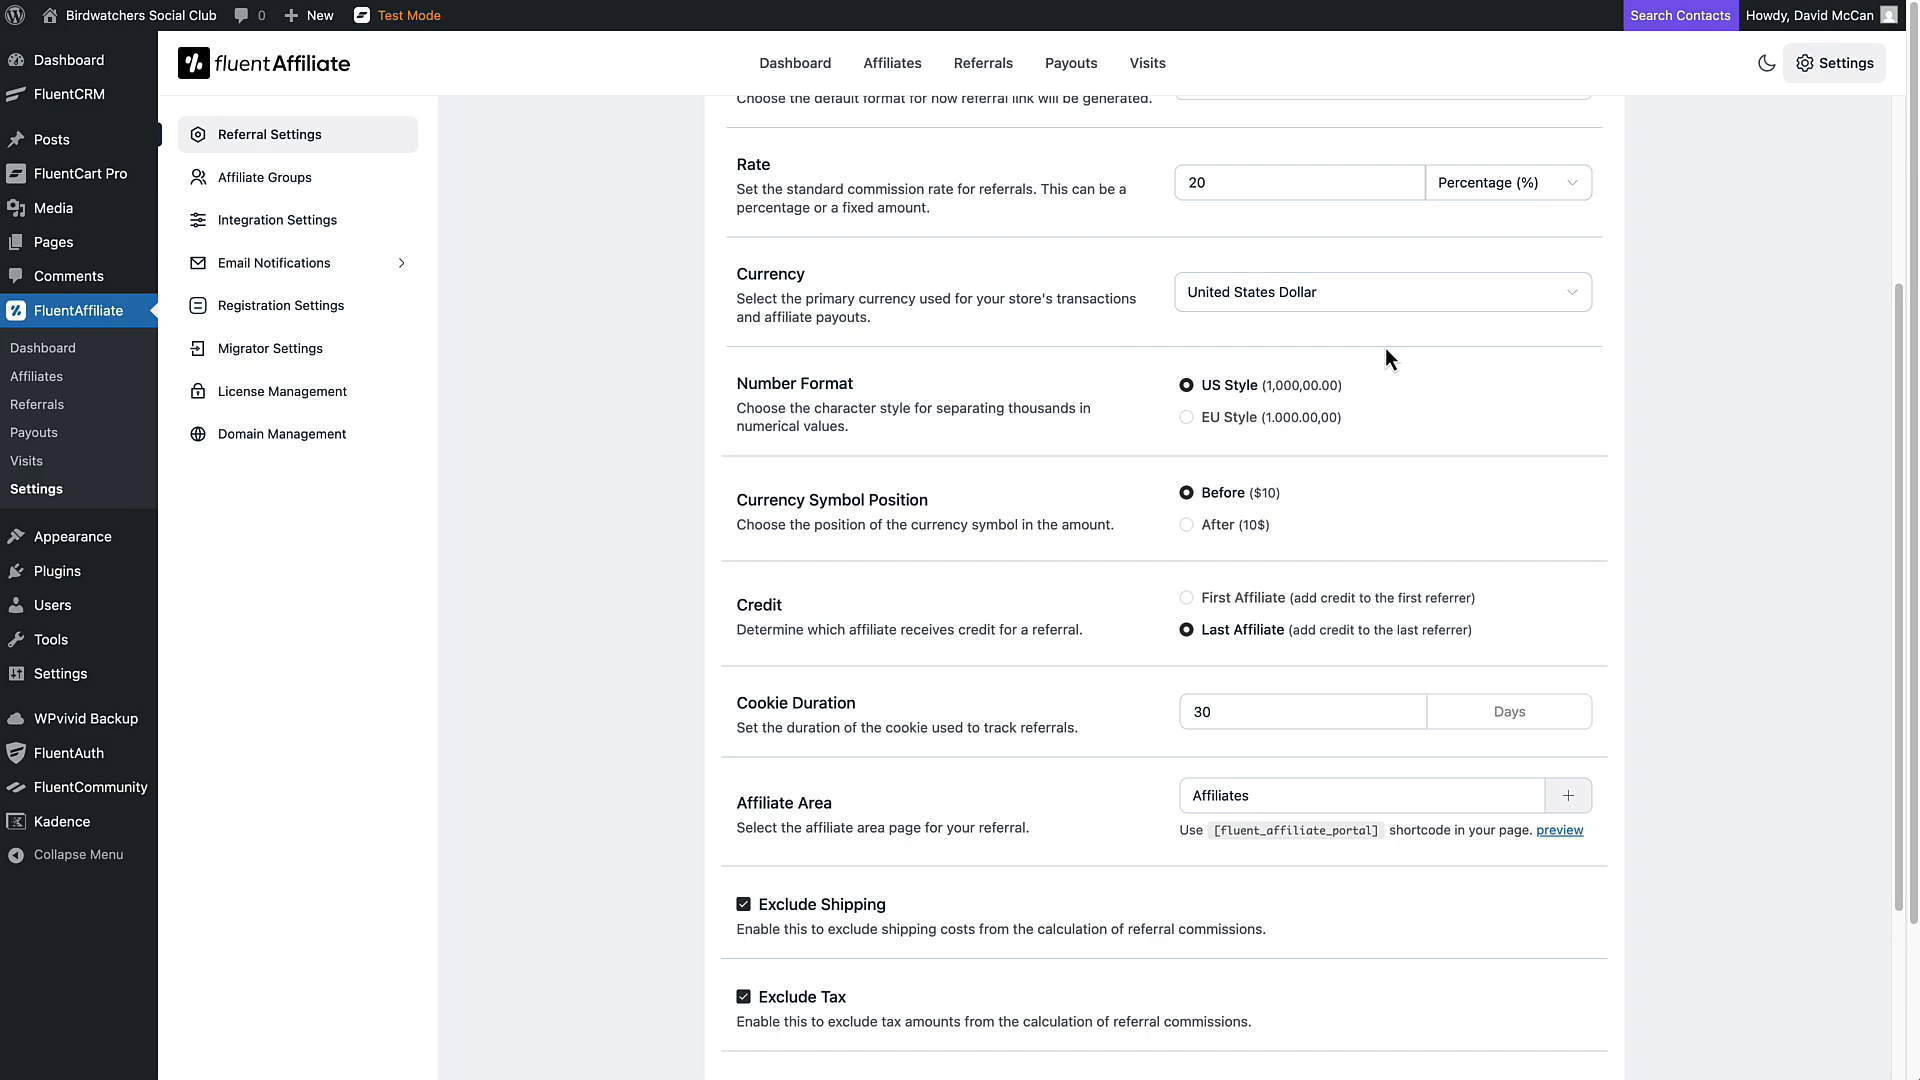 Birdwatchers Social Club
0
New
Test Mode
Search Contacts
Howdy, David McCan
Dashboard
FluentCRM
Posts
FluentCart Pro
Media
Pages
Comments
FluentAffiliate
Dashboard
Affiliates
Referrals
Payouts
Visits
Settings
Appearance
Plugins
Users
Tools
Settings
WPvivid Backup
FluentAuth
FluentCommunity
Kadence
Collapse Menu
fluentAffiliate
Dashboard
Affiliates
Referrals
Payouts
Visits
Settings
Referral Settings
Affiliate Groups
Integration Settings
Email Notifications
Registration Settings
Migrator Settings
License Management
Domain Management
Choose the default format for how referral link will be generated.
Rate
Set the standard commission rate for referrals. This can be a
percentage or a fixed amount.
20
Percentage (%)
Currency
Select the primary currency used for your store's transactions
and affiliate payouts.
United States Dollar
Number Format
Choose the character style for separating thousands in
numerical values.
US Style (1,000,00.00)
EU Style (1.000.00,00)
Currency Symbol Position
Choose the position of the currency symbol in the amount.
Before ($10)
After (10$)
Credit
Determine which affiliate receives credit for a referral.
First Affiliate (add credit to the first referrer)
Last Affiliate (add credit to the last referrer)
Cookie Duration
Set the duration of the cookie used to track referrals.
30
Days
Affiliate Area
Select the affiliate area page for your referral.
Affiliates
Use [fluent_affiliate_portal] shortcode in your page. preview
Exclude Shipping
Enable this to exclude shipping costs from the calculation of referral commissions.
Exclude Tax
Enable this to exclude tax amounts from the calculation of referral commissions.